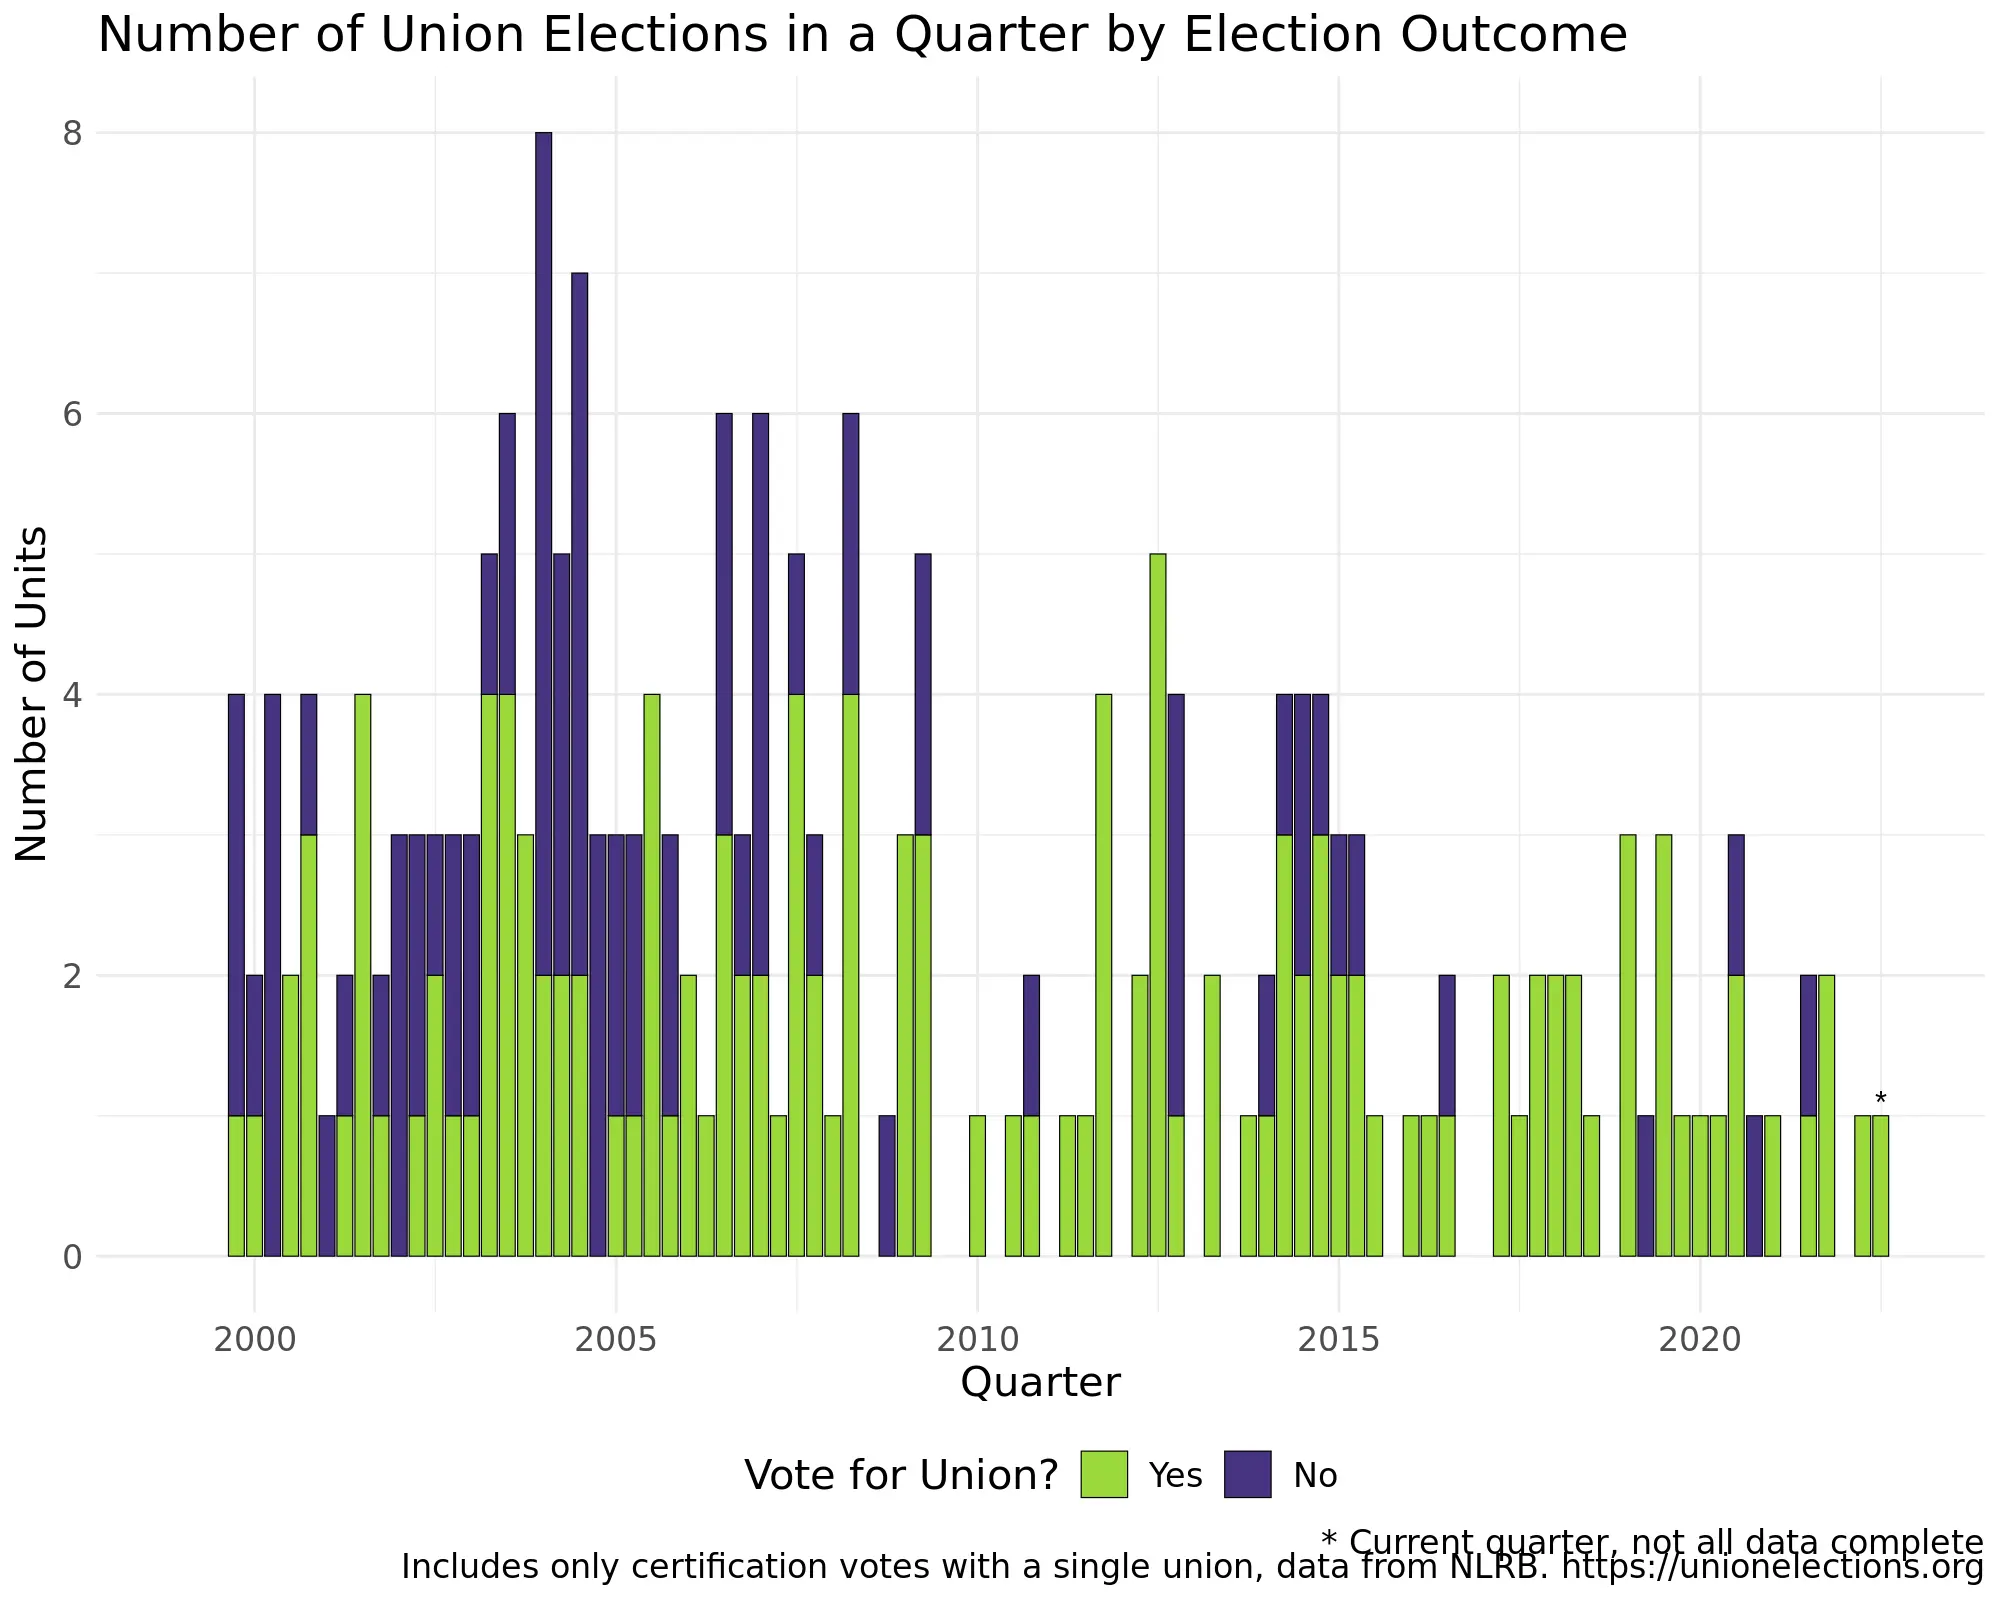 Number of Union Elections in a Quarter by Election Outcome
Number of Units
8
6
4
2
0
*
2000 2005 2010 2015 2020
Quarter
Vote for Union? Yes No
* Current quarter, not all data complete
Includes only certification votes with a single union, data from NLRB. https://unionelections.org